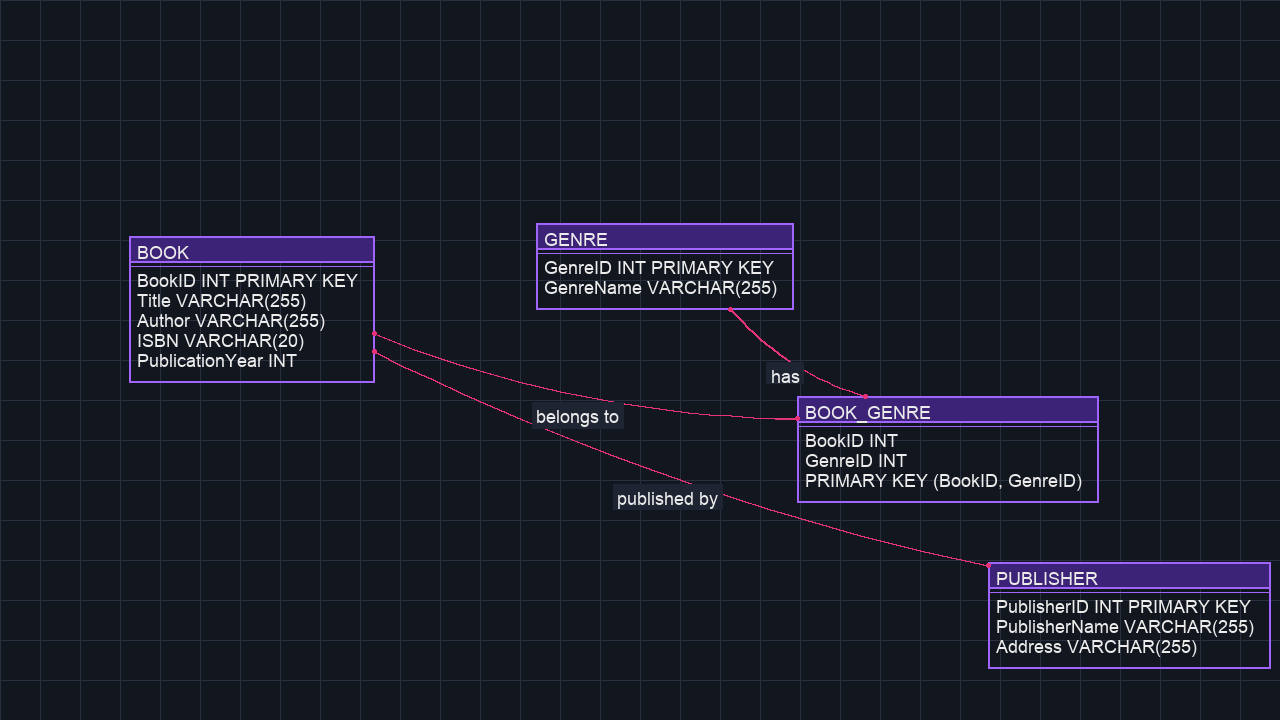 BOOK
BookID INT PRIMARY KEY
Title VARCHAR(255)
Author VARCHAR(255)
ISBN VARCHAR(20)
PublicationYear INT
GENRE
GenreID INT PRIMARY KEY
GenreName VARCHAR(255)
has
belongs to
BOOK_GENRE
BookID INT
GenreID INT
PRIMARY KEY (BookID, GenreID)
published by
PUBLISHER
PublisherID INT PRIMARY KEY
PublisherName VARCHAR(255)
Address VARCHAR(255)